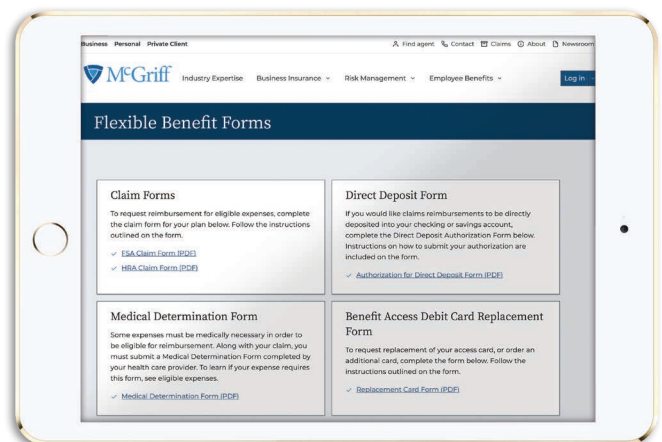 Business Personal Private Client
Find agent Contact Claims About Newsroom
McGriff Industry Expertise Business Insurance Risk Management Employee Benefits Log in
Flexible Benefit Forms
Claim Forms
To request reimbursement for eligible expenses, complete
the claim form for your plan below. Follow the instructions
outlined on the form.
FSA Claim Form (PDF)
HRA Claim Form (PDF)
Direct Deposit Form
If you would like claims reimbursements to be directly
deposited into your checking or savings account,
complete the Direct Deposit Authorization Form below.
Instructions on how to submit your authorization are
included on the form.
Authorization for Direct Deposit Form (PDF)
Medical Determination Form
Some expenses must be medically necessary in order to
be eligible for reimbursement. Along with your claim, you
must submit a Medical Determination Form completed by
your health care provider. To learn if your expense requires
this form, see eligible expenses.
Medical Determination Form (PDF)
Benefit Access Debit Card Replacement
Form
To request replacement of your access card, or order an
additional card, complete the form below. Follow the
instructions outlined on the form.
Replacement Card Form (PDF)